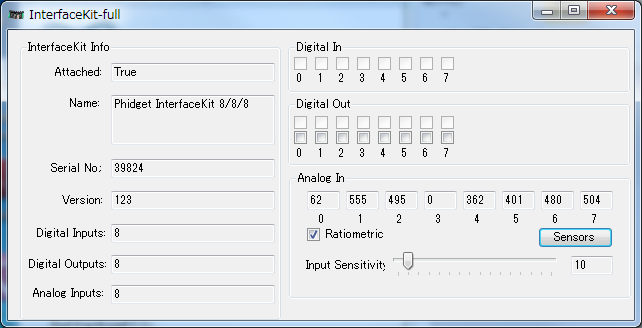 InterfaceKit-full
InterfaceKit Info
Attached: True
Name: Phidget InterfaceKit 8/8/8
Serial No.: 39824
Version: 123
Digital Inputs: 8
Digital Outputs: 8
Analog Inputs: 8
Digital In
0 1 2 3 4 5 6 7
Digital Out
0 1 2 3 4 5 6 7
Analog In
62 555 495 0 362 401 480 504
0 1 2 3 4 5 6 7
Ratiometric
Sensors
Input Sensitivity 10